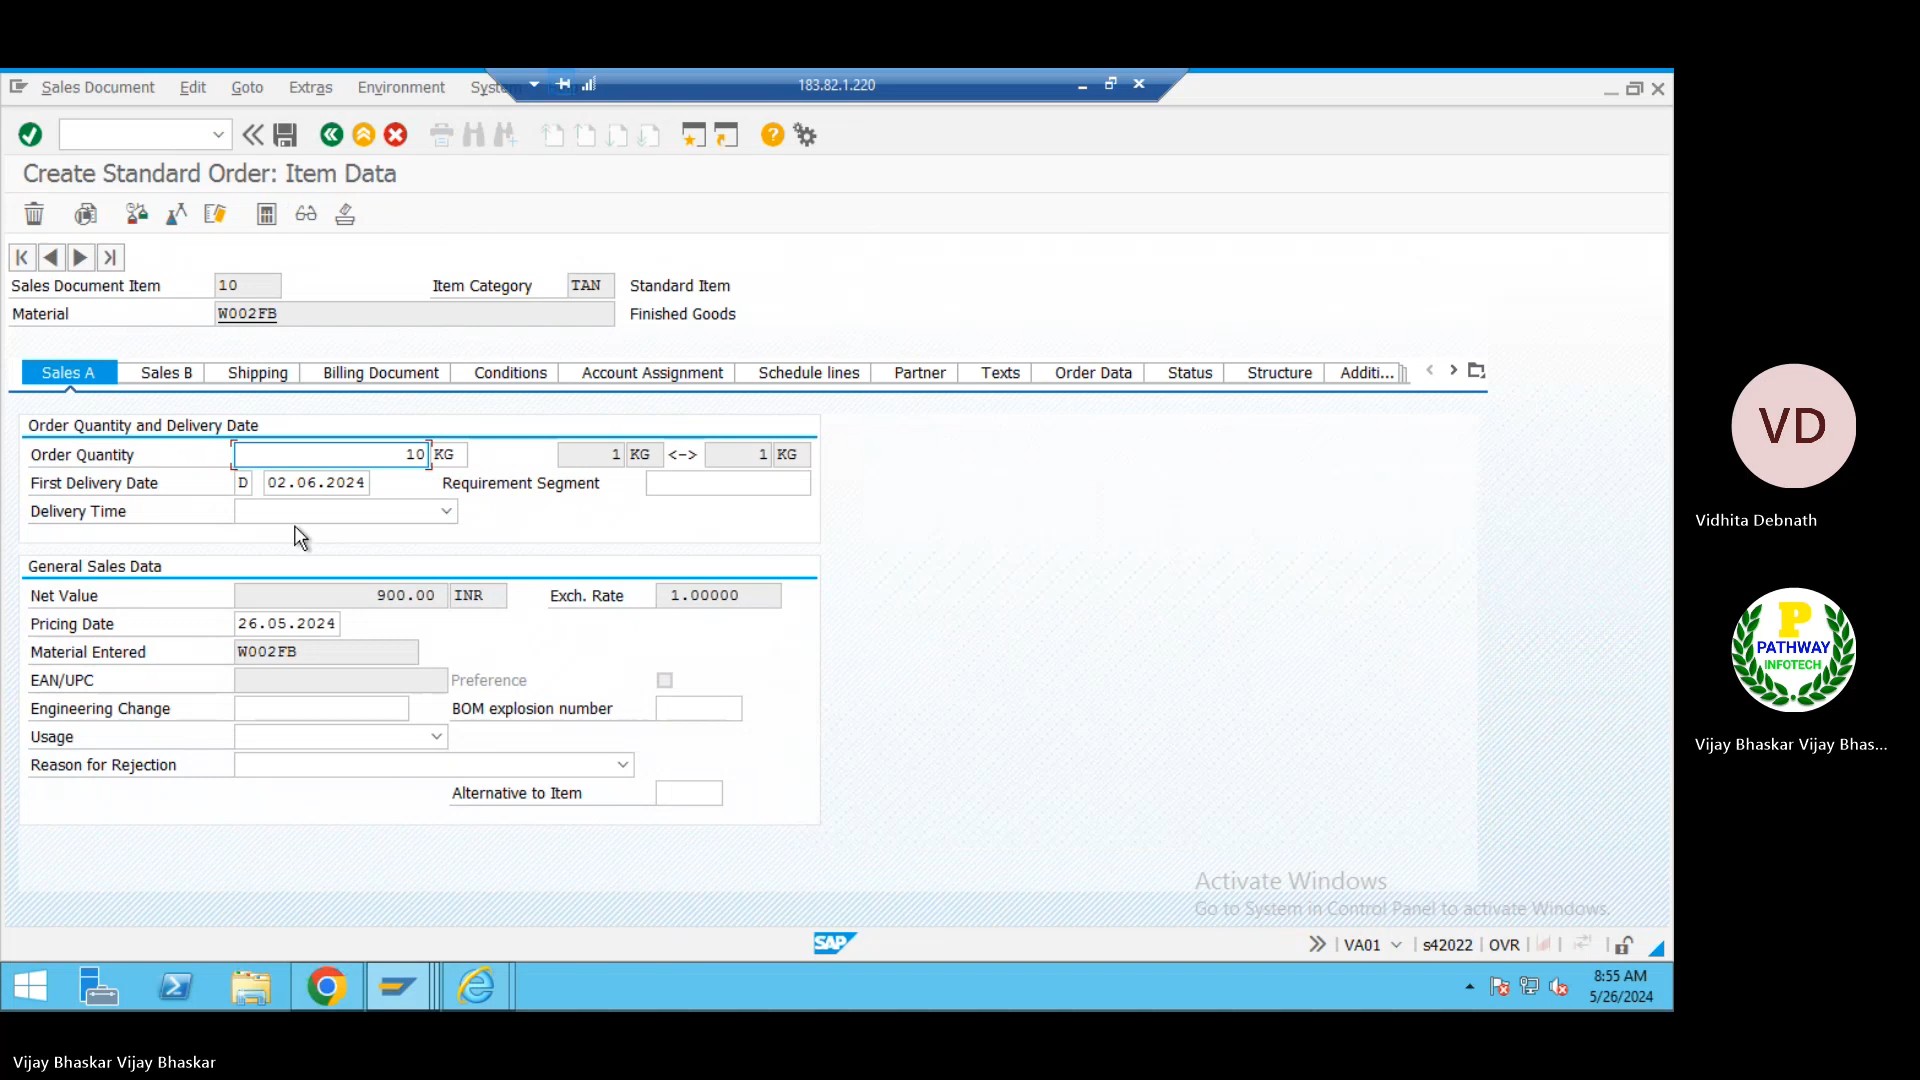 Sales Document Edit Goto Extras Environment Syst
183.82.1.220
Create Standard Order: Item Data
Sales Document Item 10 Item Category TAN Standard Item
Material W002FB Finished Goods
Sales A Sales B Shipping Billing Document Conditions Account Assignment Schedule lines Partner Texts Order Data Status Structure Additi...
Order Quantity and Delivery Date
Order Quantity 10 KG 1 KG <-> 1 KG
First Delivery Date D 02.06.2024 Requirement Segment
Delivery Time
General Sales Data
Net Value 900.00 INR Exch. Rate 1.00000
Pricing Date 26.05.2024
Material Entered W002FB
EAN/UPC Preference
Engineering Change BOM explosion number
Usage
Reason for Rejection
Alternative to Item
Activate Windows
Go to System in Control Panel to activate Windows.
SAP
VA01 s42022 OVR
8:55 AM
5/26/2024
VD
Vidhita Debnath
P
PATHWAY
INFOTECH
Vijay Bhaskar Vijay Bhas...
Vijay Bhaskar Vijay Bhaskar